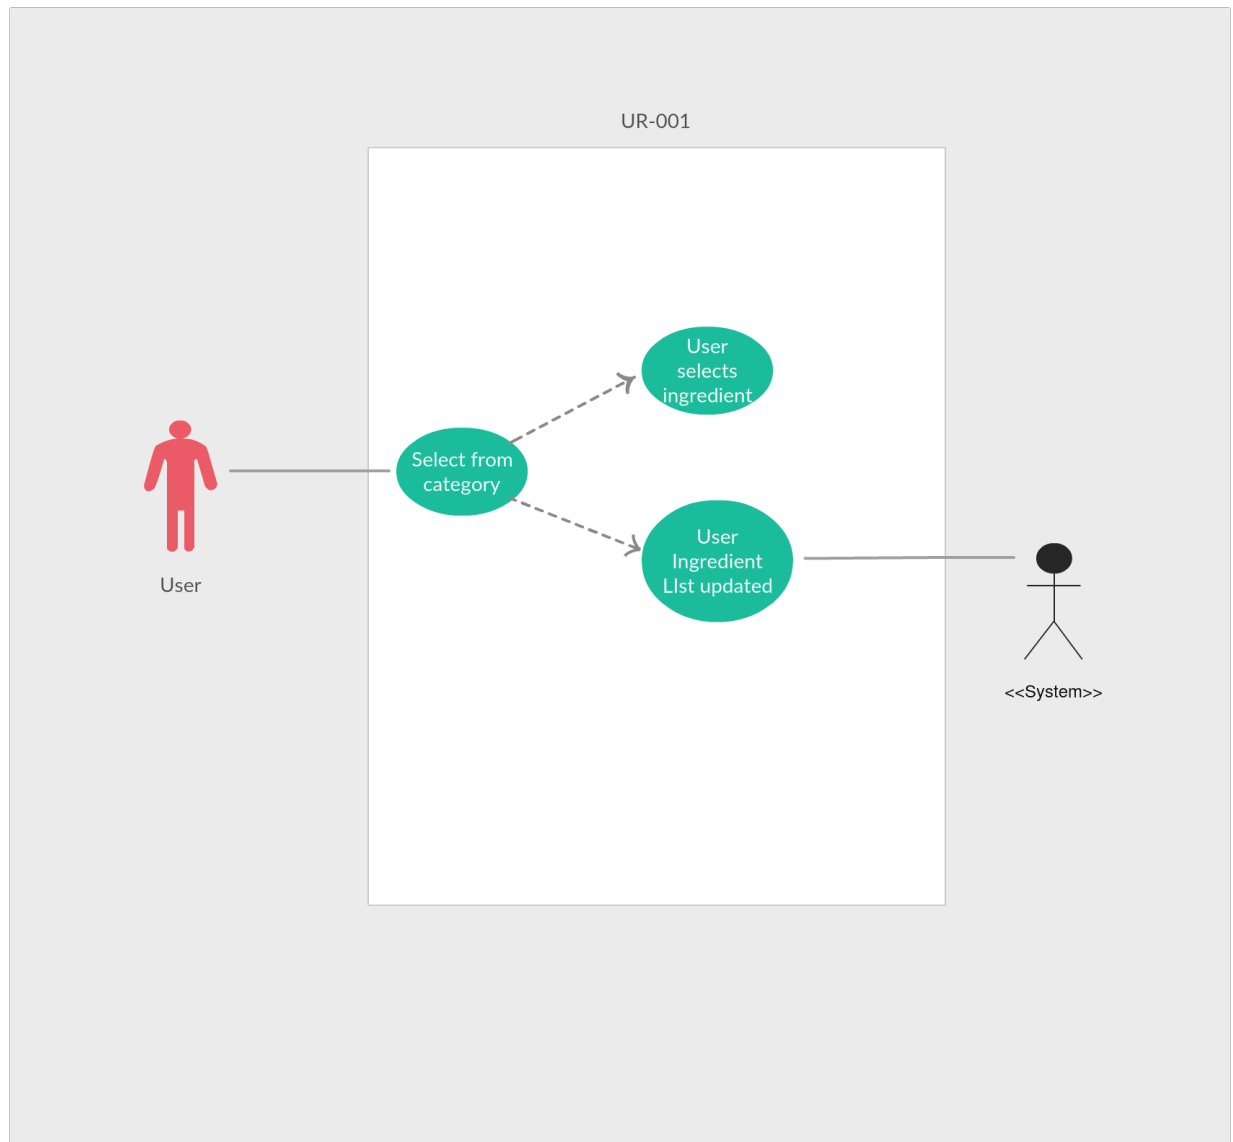 UR-001
User
selects
ingredient
Select from
category
User
Ingredient
LIst updated
User
<<System>>